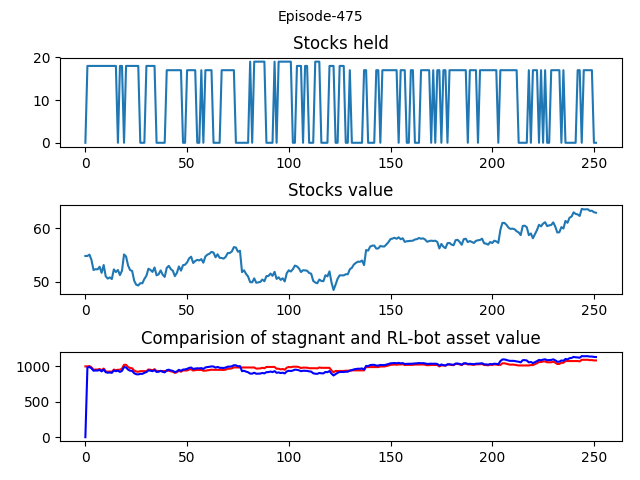 Episode-475
Stocks held
20
10
0
0 50 100 150 200 250
Stocks value
60
50
0 50 100 150 200 250
Comparision of stagnant and RL-bot asset value
1000
500
0
0 50 100 150 200 250